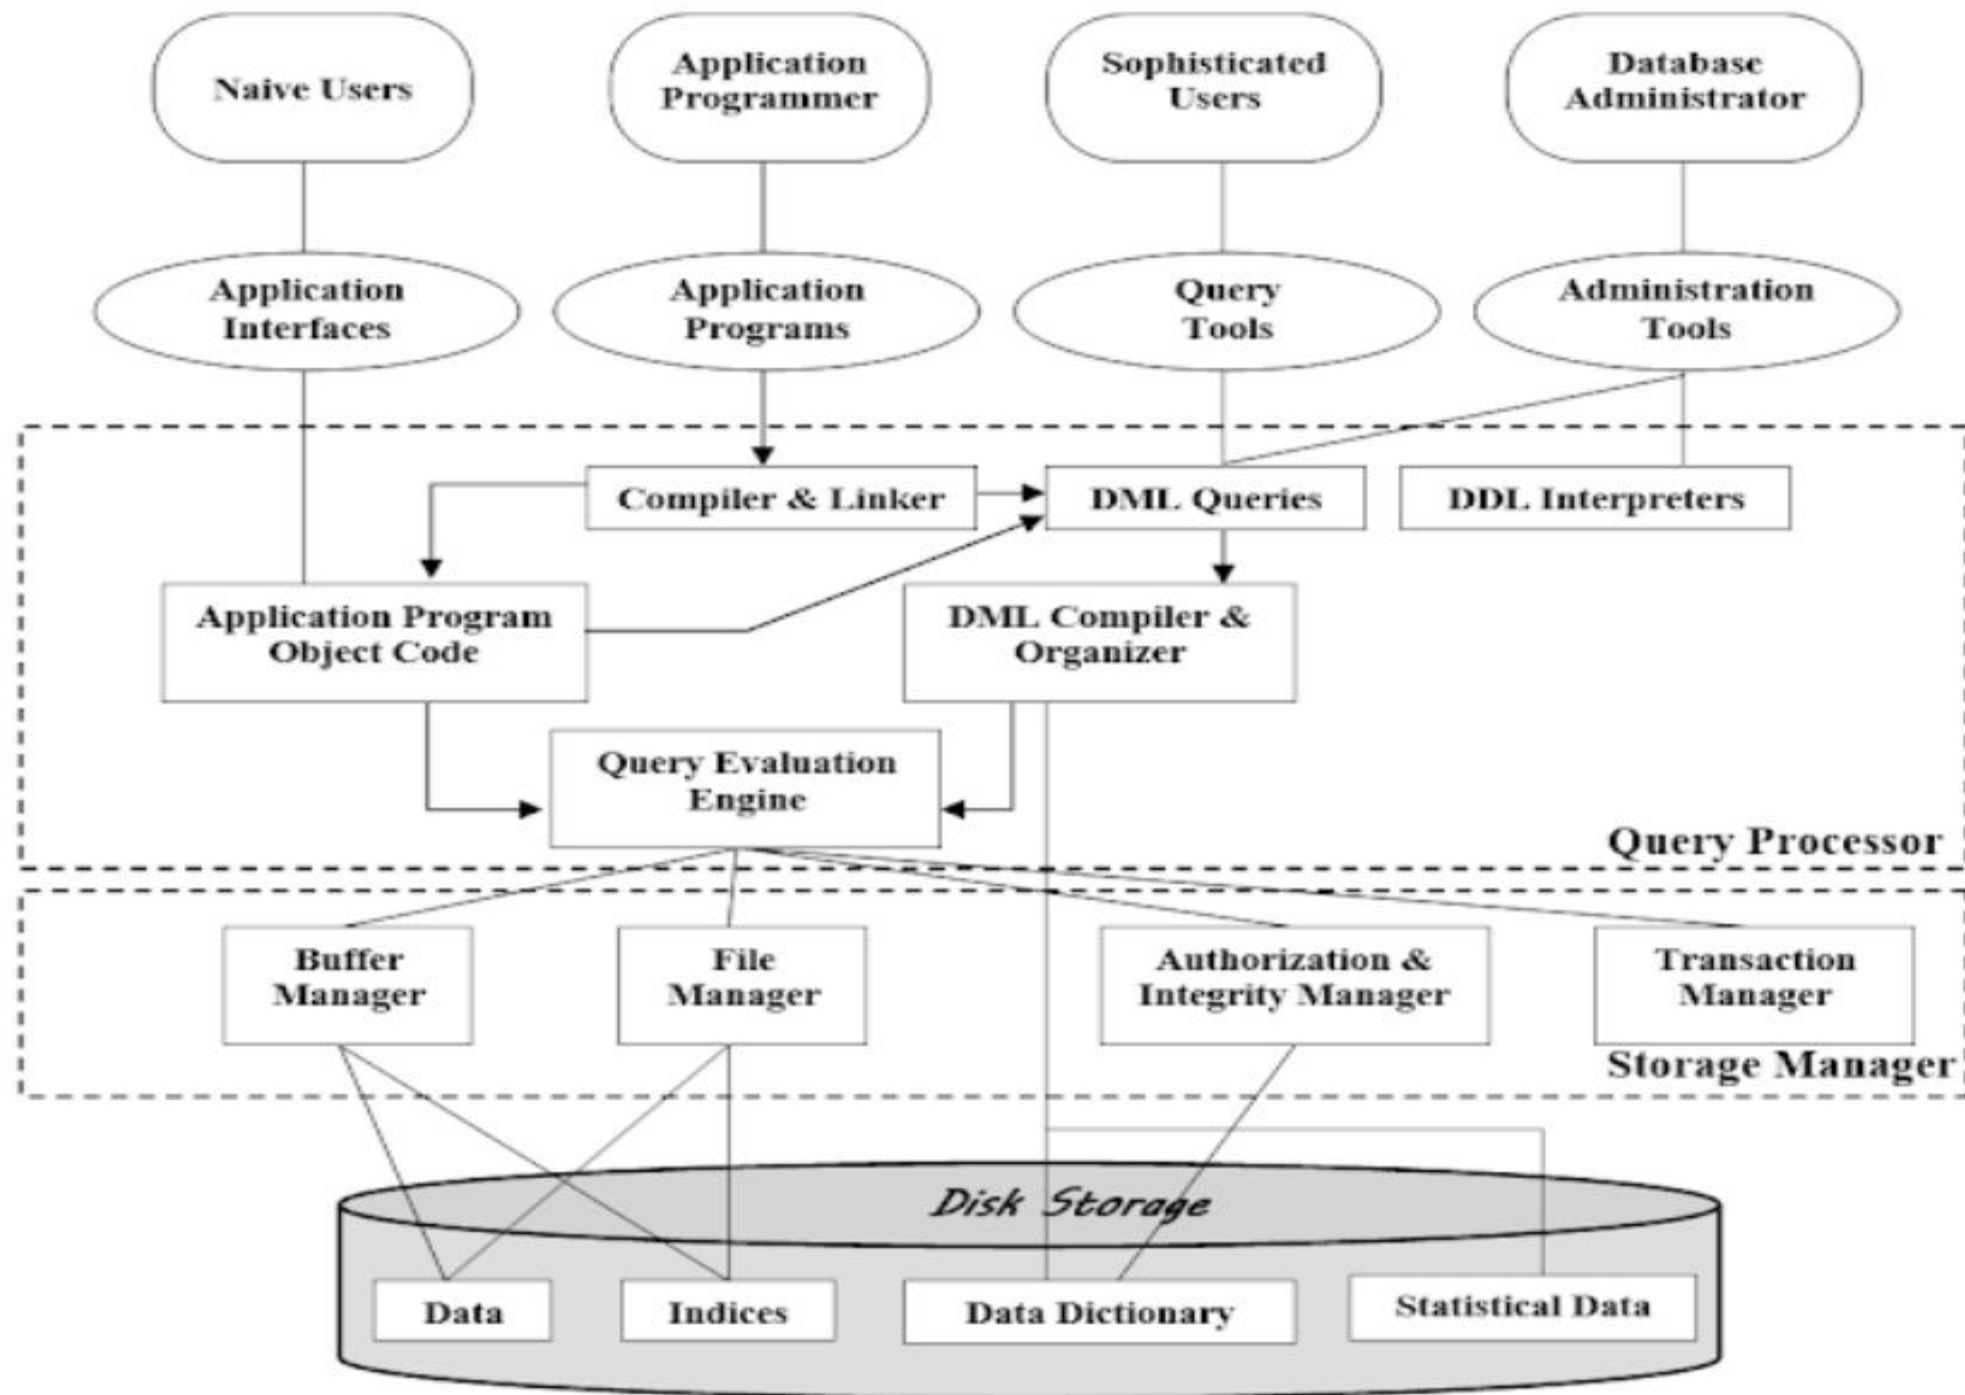 Naive Users
Application
Programmer
Sophisticated
Users
Database
Administrator
Application
Interfaces
Application
Programs
Query
Tools
Administration
Tools
Compiler & Linker
DML Queries
DDL Interpreters
Application Program
Object Code
DML Compiler &
Organizer
Query Evaluation
Engine
Query Processor
Buffer
Manager
File
Manager
Authorization &
Integrity Manager
Transaction
Manager
Storage Manager
Disk Storage
Data
Indices
Data Dictionary
Statistical Data